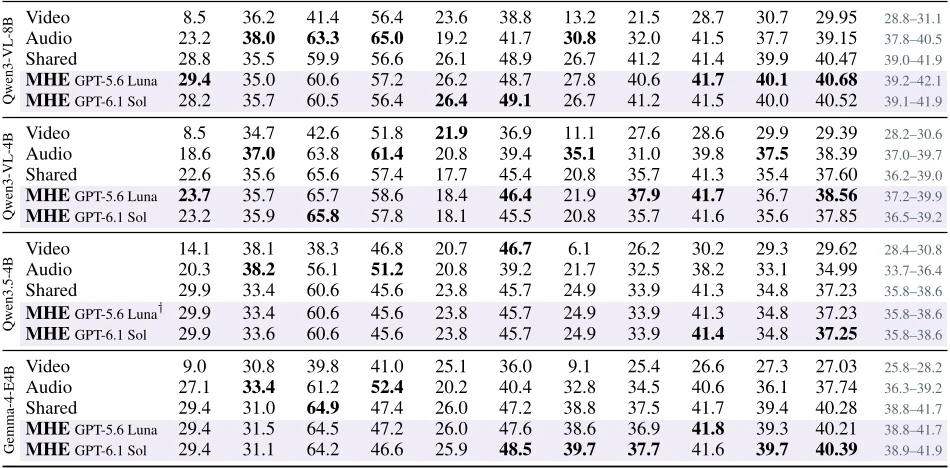 Qwen3-VL-8B
Video 8.5 36.2 41.4 56.4 23.6 38.8 13.2 21.5 28.7 30.7 29.95 28.8–31.1
Audio 23.2 38.0 63.3 65.0 19.2 41.7 30.8 32.0 41.5 37.7 39.15 37.8–40.5
Shared 28.8 35.5 59.9 56.6 26.1 48.9 26.7 41.2 41.4 39.9 40.47 39.0–41.9
MHE GPT-5.6 Luna 29.4 35.0 60.6 57.2 26.2 48.7 27.8 40.6 41.7 40.1 40.68 39.2–42.1
MHE GPT-6.1 Sol 28.2 35.7 60.5 56.4 26.4 49.1 26.7 41.2 41.5 40.0 40.52 39.1–41.9
Qwen3-VL-4B
Video 8.5 34.7 42.6 51.8 21.9 36.9 11.1 27.6 28.6 29.9 29.39 28.2–30.6
Audio 18.6 37.0 63.8 61.4 20.8 39.4 35.1 31.0 39.8 37.5 38.39 37.0–39.7
Shared 22.6 35.6 65.6 57.4 17.7 45.4 20.8 35.7 41.3 35.4 37.60 36.2–39.0
MHE GPT-5.6 Luna 23.7 35.7 65.7 58.6 18.4 46.4 21.9 37.9 41.7 36.7 38.56 37.2–39.9
MHE GPT-6.1 Sol 23.2 35.9 65.8 57.8 18.1 45.5 20.8 35.7 41.6 35.6 37.85 36.5–39.2
Qwen3.5-4B
Video 14.1 38.1 38.3 46.8 20.7 46.7 6.1 26.2 30.2 29.3 29.62 28.4–30.8
Audio 20.3 38.2 56.1 51.2 20.8 39.2 21.7 32.5 38.2 33.1 34.99 33.7–36.4
Shared 29.9 33.4 60.6 45.6 23.8 45.7 24.9 33.9 41.3 34.8 37.23 35.8–38.6
MHE GPT-5.6 Luna† 29.9 33.4 60.6 45.6 23.8 45.7 24.9 33.9 41.3 34.8 37.23 35.8–38.6
MHE GPT-6.1 Sol 29.9 33.6 60.6 45.6 23.8 45.7 24.9 33.9 41.4 34.8 37.25 35.8–38.6
Gemma-4-E4B
Video 9.0 30.8 39.8 41.0 25.1 36.0 9.1 25.4 26.6 27.3 27.03 25.8–28.2
Audio 27.1 33.4 61.2 52.4 20.2 40.4 32.8 34.5 40.6 36.1 37.74 36.3–39.2
Shared 29.4 31.0 64.9 47.4 26.0 47.2 38.8 37.5 41.7 39.4 40.28 38.8–41.7
MHE GPT-5.6 Luna 29.4 31.5 64.5 47.2 26.0 47.6 38.6 36.9 41.8 39.3 40.21 38.8–41.7
MHE GPT-6.1 Sol 29.4 31.1 64.2 46.6 25.9 48.5 39.7 37.7 41.6 39.7 40.39 38.9–41.9